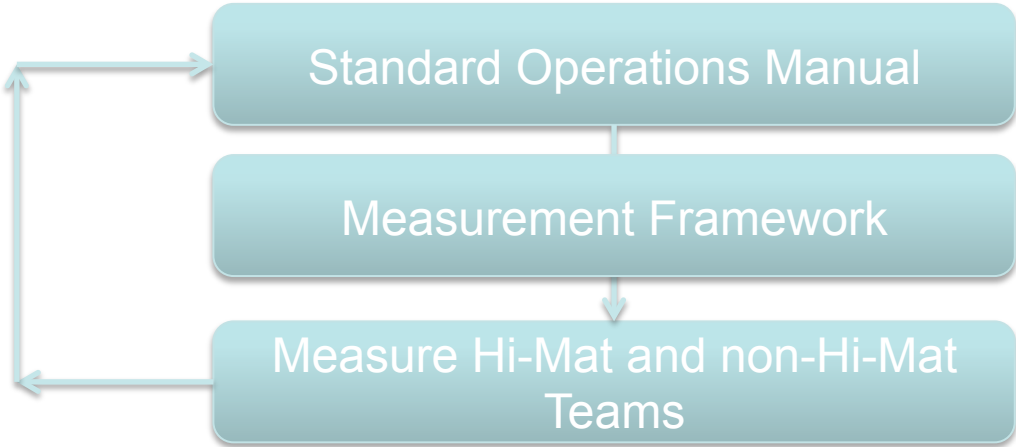 Standard Operations Manual
Measurement Framework
Measure Hi-Mat and non-Hi-Mat
Teams